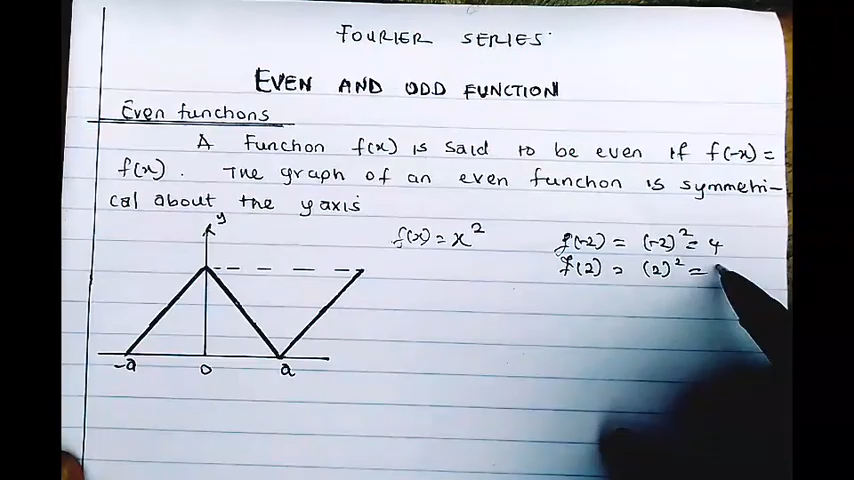 FOURIER SERIES
EVEN AND ODD FUNCTION
Even functions
A Function f(x) is said to be even if f(-x) =
f(x). The graph of an even function is symmetri-
cal about the y axis
y
f(x) = x²
f(-2) = (-2)² = 4
f(2) = (2)² =
-a 0 a